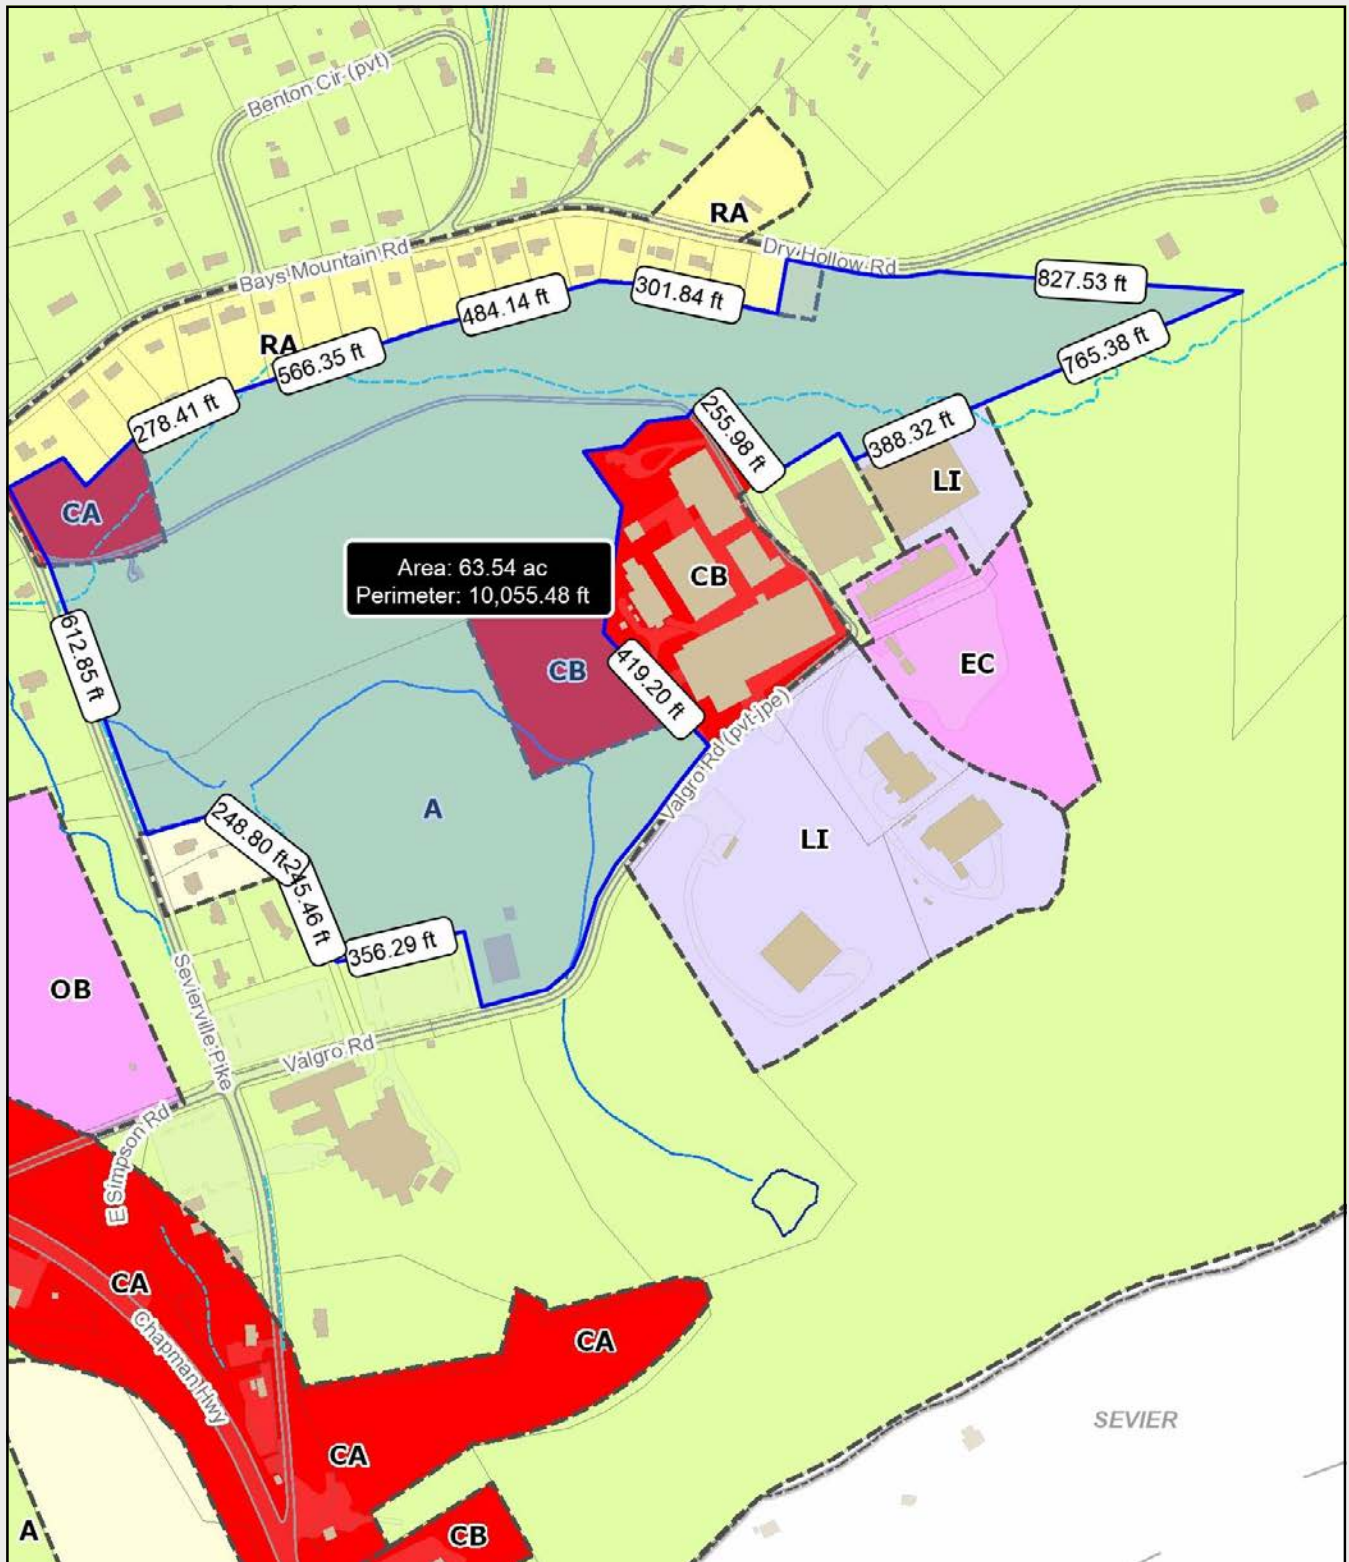 Benton Cir (pvt)
RA
Bays Mountain Rd
Dry Hollow Rd
827.53 ft
301.84 ft
484.14 ft
RA
566.35 ft
765.38 ft
278.41 ft
255.98 ft
388.32 ft
LI
CA
Area: 63.54 ac
Perimeter: 10,055.48 ft
CB
612.85 ft
CB
419.20 ft
EC
Valgro Rd (pvt-jpe)
A
LI
248.80 ft
245.46 ft
356.29 ft
OB
Sevierville Pike
Valgro Rd
E Simpson Rd
CA
Chapman Hwy
CA
SEVIER
CA
A
CB